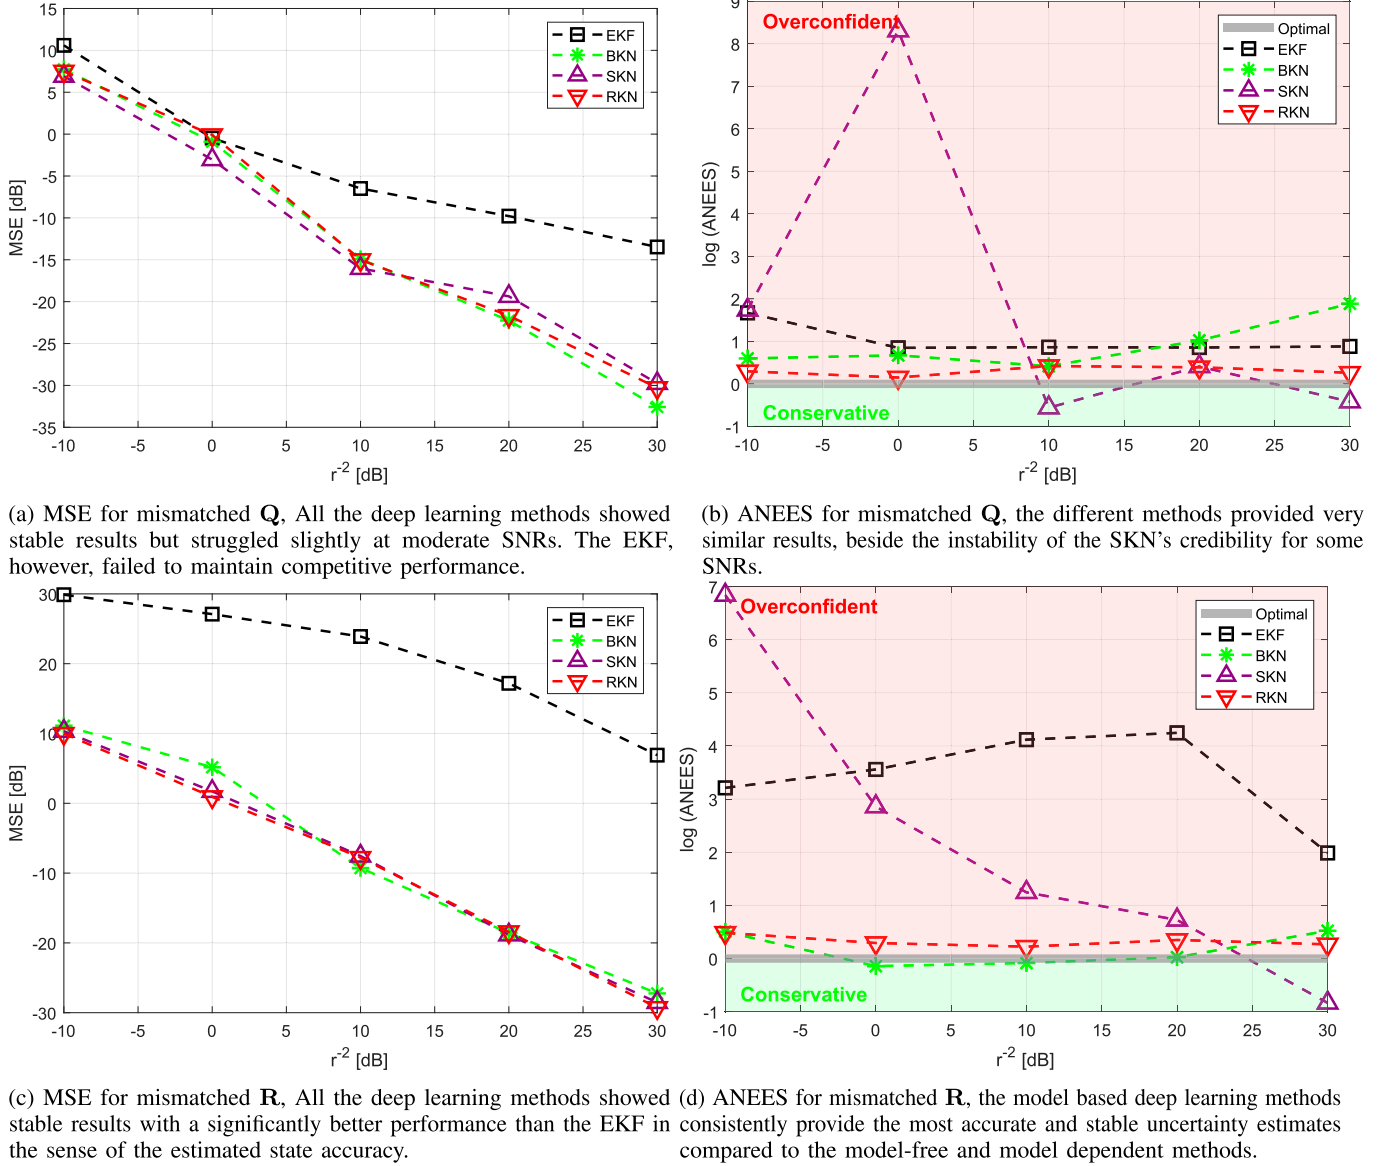 15
10
5
0
-5
-10
-15
-20
-25
-30
-35
MSE [dB]
-10 -5 0 5 10 15 20 25 30
r⁻² [dB]
EKF
BKN
SKN
RKN
9
8
7
6
5
4
3
2
1
0
-1
log (ANEES)
Overconfident
Conservative
-10 -5 0 5 10 15 20 25 30
r⁻² [dB]
Optimal
EKF
BKN
SKN
RKN
(a) MSE for mismatched Q, All the deep learning methods showed
stable results but struggled slightly at moderate SNRs. The EKF,
however, failed to maintain competitive performance.
(b) ANEES for mismatched Q, the different methods provided very
similar results, beside the instability of the SKN's credibility for some
SNRs.
30
20
10
0
-10
-20
-30
MSE [dB]
-10 -5 0 5 10 15 20 25 30
r⁻² [dB]
EKF
BKN
SKN
RKN
7
6
5
4
3
2
1
0
-1
log (ANEES)
Overconfident
Conservative
-10 -5 0 5 10 15 20 25 30
r⁻² [dB]
Optimal
EKF
BKN
SKN
RKN
(c) MSE for mismatched R, All the deep learning methods showed
stable results with a significantly better performance than the EKF in
the sense of the estimated state accuracy.
(d) ANEES for mismatched R, the model based deep learning methods
consistently provide the most accurate and stable uncertainty estimates
compared to the model-free and model dependent methods.